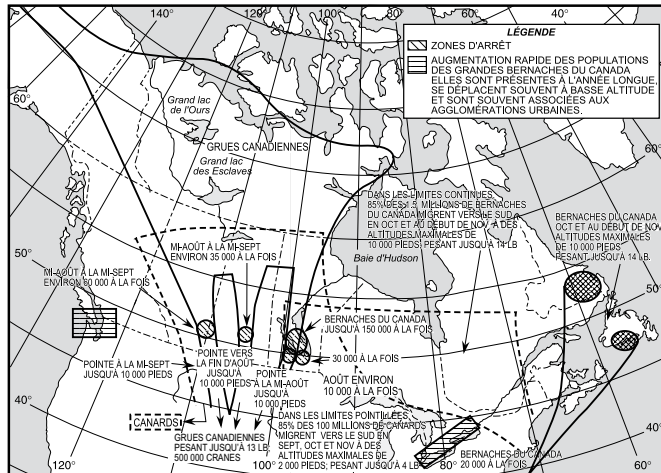 140°
120°
100°
80°
60°
LÉGENDE
ZONES D'ARRÊT
AUGMENTATION RAPIDE DES POPULATIONS
DES GRANDES BERNACHES DU CANADA
ELLES SONT PRÉSENTES À L'ANNÉE LONGUE,
SE DÉPLACENT SOUVENT À BASSE ALTITUDE
ET SONT SOUVENT ASSOCIÉES AUX
AGGLOMÉRATIONS URBAINES.
Grand lac
de l'Ours
GRUES CANADIENNES
Grand lac
des Esclaves
60°
60°
DANS LES LIMITES CONTINUES,
85% DES 1.5 MILLIONS DE BERNACHES
DU CANADA MIGRENT VERS LE SUD
EN OCT ET AU DÉBUT DE NOV À DES
ALTITUDES MAXIMALES DE
10 000 PIEDS; PESANT JUSQU'À 14 LB.
BERNACHES DU CANADA
OCT ET AU DÉBUT DE NOV
ALTITUDES MAXIMALES
DE 10 000 PIEDS
PESANT JUSQU'À 14 LB.
Baie d'Hudson
50°
50°
MI-AOÛT À LA MI-SEPT
ENVIRON 35 000 À LA FOIS
MI-AOÛT À LA MI-SEPT
ENVIRON 60 000 À LA FOIS
BERNACHES DU CANADA
JUSQU'À 150 000 À LA FOIS
30 000 À LA FOIS
POINTE À LA MI-SEPT
JUSQU'À 10 000 PIEDS
POINTE VERS
LA FIN D'AOÛT
JUSQU'À
10 000 PIEDS
POINTE
À LA MI-AOÛT
JUSQU'À
10 000 PIEDS
AOÛT ENVIRON
10 000 À LA FOIS
40°
40°
CANARDS
GRUES CANADIENNES
PESANT JUSQU'À 13 LB
500 000 CRANES
DANS LES LIMITES POINTILLÉES,
85% DES 100 MILLIONS DE CANARDS
MIGRENT VERS LE SUD EN
SEPT, OCT ET NOV À DES
ALTITUDES MAXIMALES DE
2 000 PIEDS; PESANT JUSQU'À 4 LB
BERNACHES DU CANADA
20 000 À LA FOIS
120°
100°
80°
60°